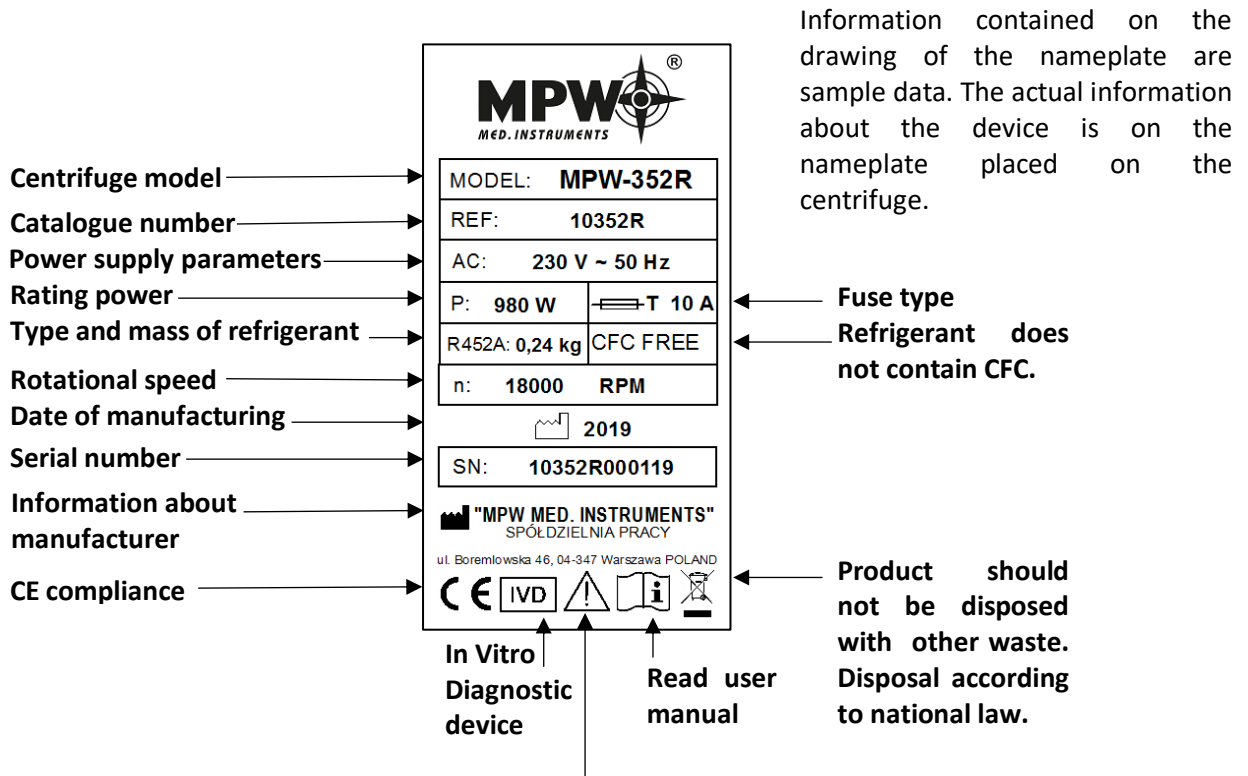 Information contained on the
drawing of the nameplate are
sample data. The actual information
about the device is on the
nameplate placed on the
centrifuge.
MPW
®
MED. INSTRUMENTS
Centrifuge model
MODEL: MPW-352R
Catalogue number
REF: 10352R
Power supply parameters
AC: 230 V ~ 50 Hz
Rating power
P: 980 W
T 10 A
Fuse type
Type and mass of refrigerant
R452A: 0,24 kg
CFC FREE
Refrigerant does
not contain CFC.
Rotational speed
n: 18000 RPM
Date of manufacturing
2019
Serial number
SN: 10352R000119
Information about
manufacturer
"MPW MED. INSTRUMENTS"
SPÓŁDZIELNIA PRACY
ul. Boremlowska 46, 04-347 Warszawa POLAND
CE compliance
CE IVD ! i
Product should
not be disposed
with other waste.
Disposal according
to national law.
In Vitro
Diagnostic
device
Read user
manual